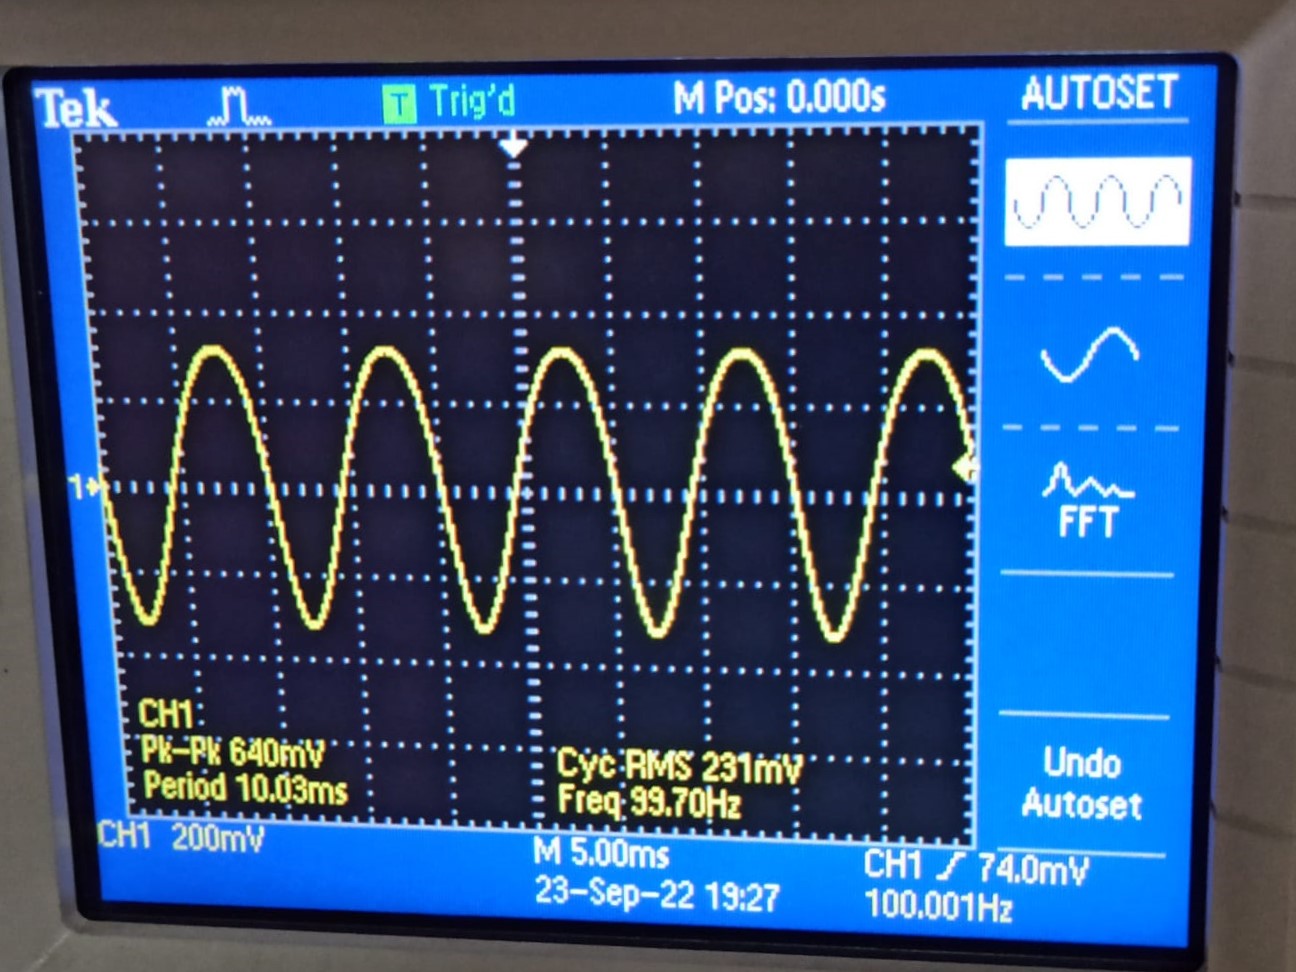 Tek T Trig'd M Pos: 0.000s AUTOSET
1
FFT
CH1
Pk-Pk 640mV
Period 10.03ms
Cyc RMS 231mV
Freq 99.70Hz
Undo
Autoset
CH1 200mV
M 5.00ms
CH1 74.0mV
23-Sep-22 19:27
100.001Hz